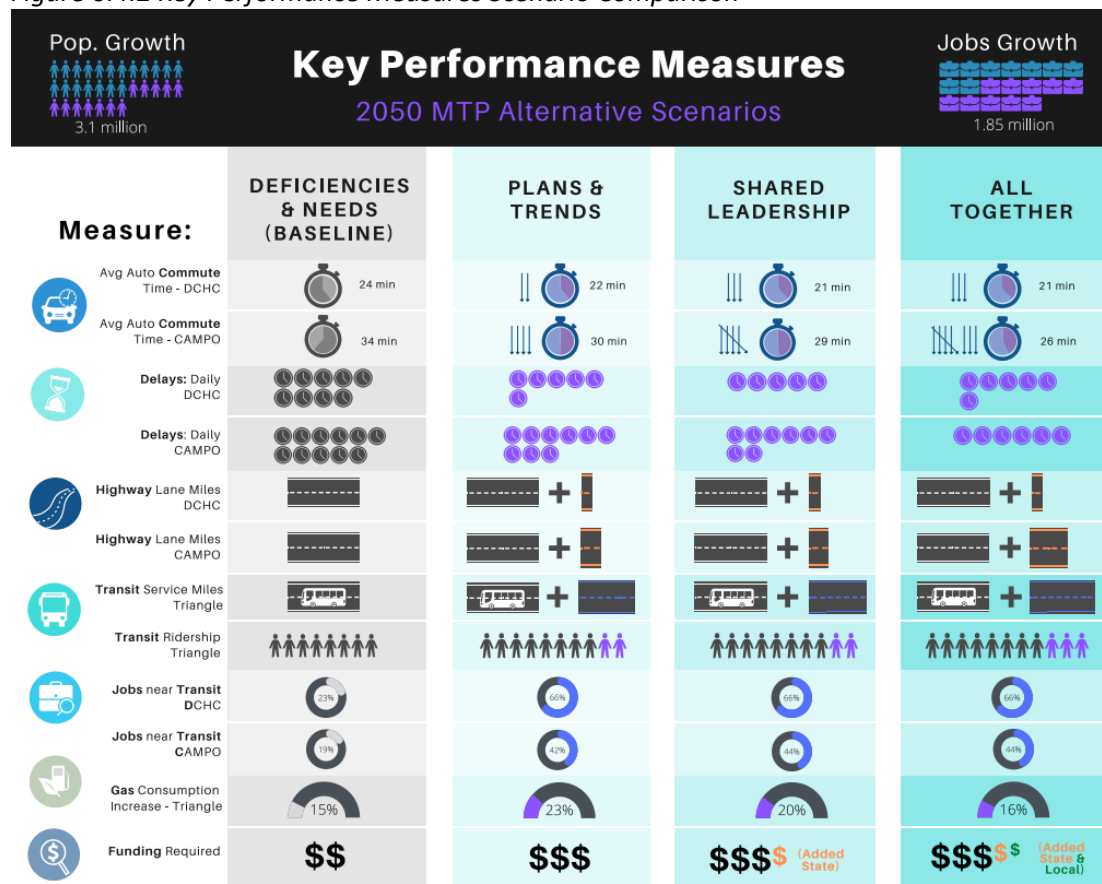 Key Performance Measures Scenario Comparison
Pop. Growth
3.1 million
Key Performance Measures
2050 MTP Alternative Scenarios
Jobs Growth
1.85 million
Measure:
DEFICIENCIES
& NEEDS
(BASELINE)
PLANS &
TRENDS
SHARED
LEADERSHIP
ALL
TOGETHER
Avg Auto Commute
Time - DCHC
24 min
22 min
21 min
21 min
Avg Auto Commute
Time - CAMPO
34 min
30 min
29 min
26 min
Delays: Daily
DCHC
Delays: Daily
CAMPO
Highway Lane Miles
DCHC
Highway Lane Miles
CAMPO
Transit Service Miles
Triangle
Transit Ridership
Triangle
Jobs near Transit
DCHC
23%
66%
66%
66%
Jobs near Transit
CAMPO
19%
42%
44%
44%
Gas Consumption
Increase - Triangle
15%
23%
20%
16%
Funding Required
$$
$$$
$$$$ (Added
State)
$$$$$ (Added
State &
Local)